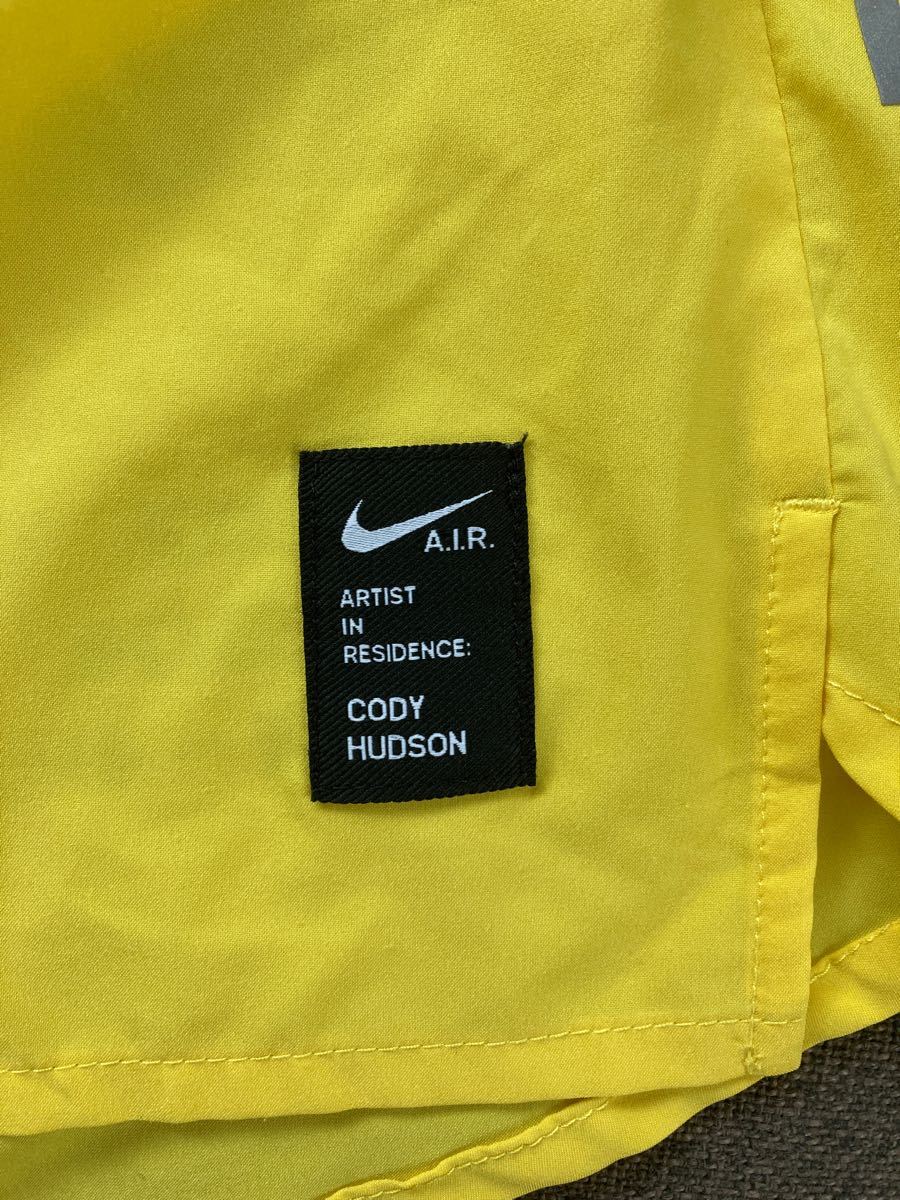 A.I.R.
ARTIST
IN
RESIDENCE:
CODY
HUDSON